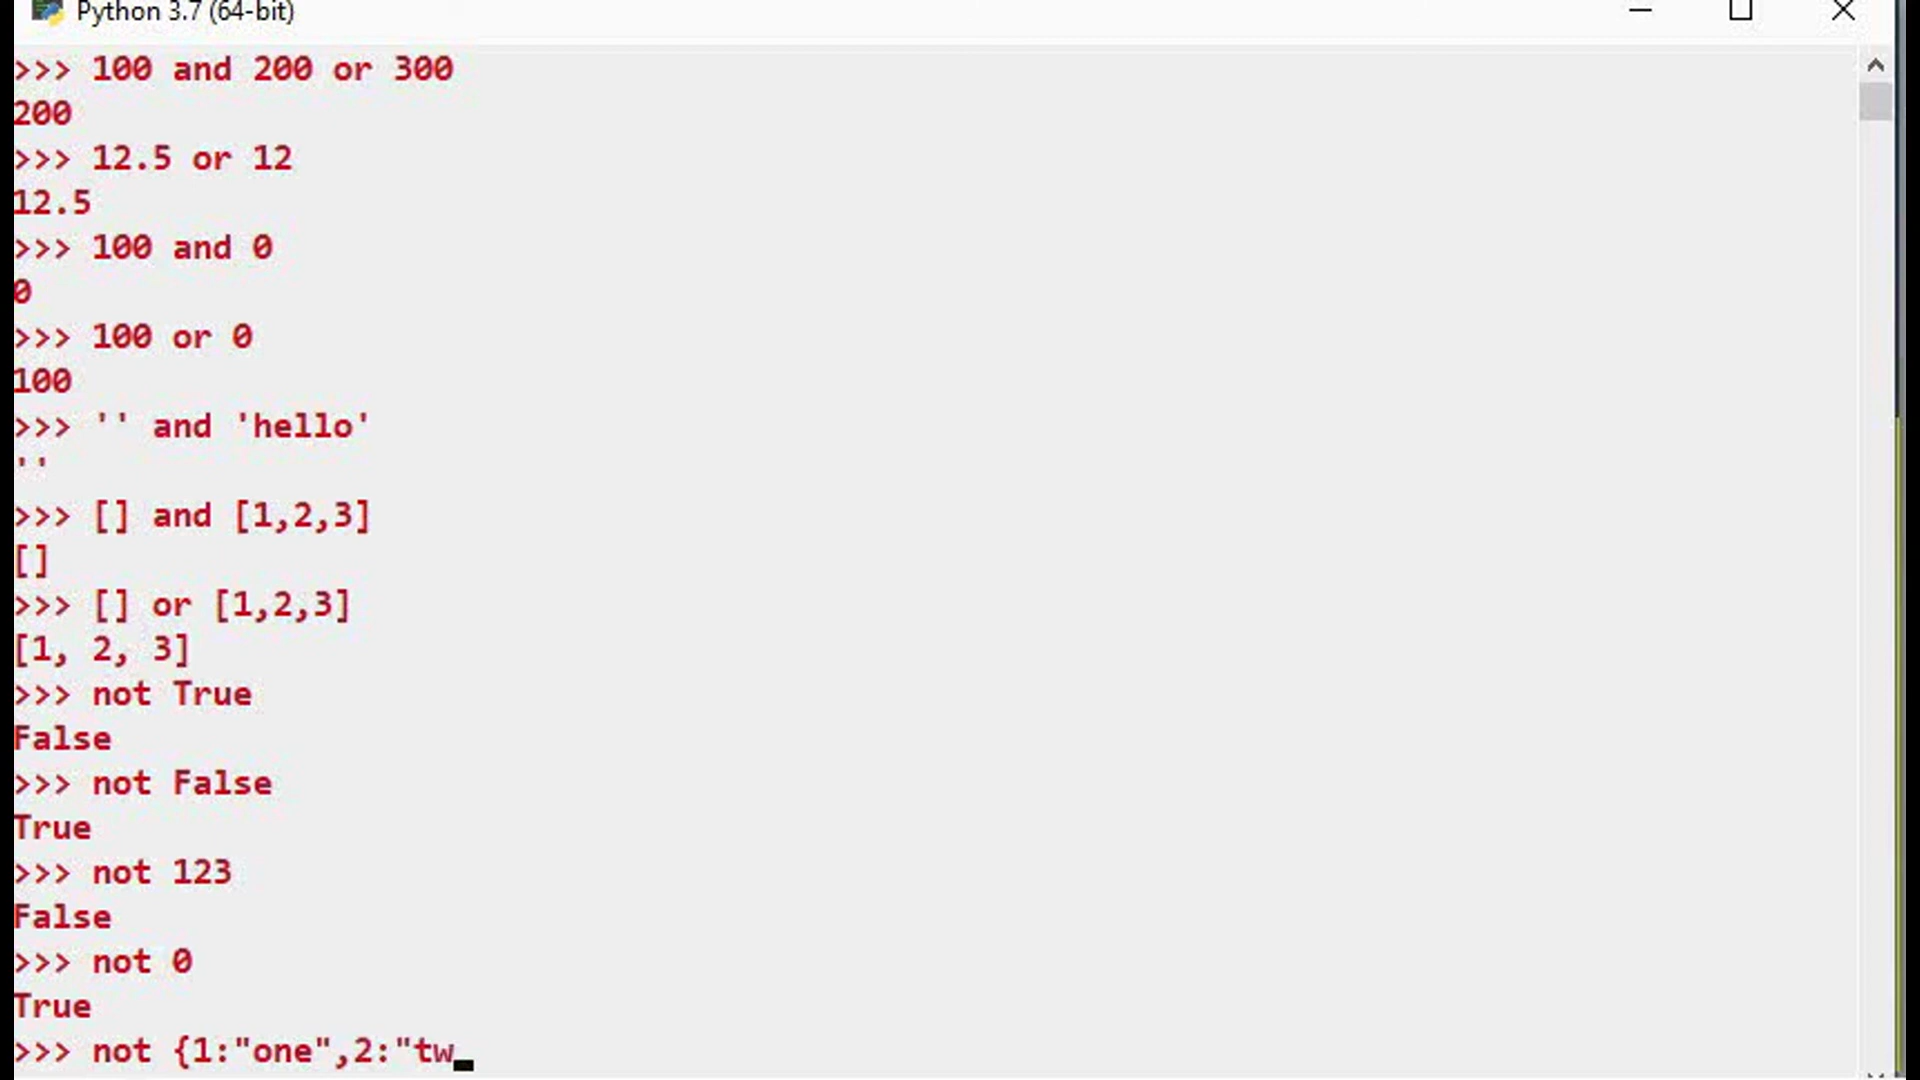 Python 3.7 (64-bit)
>>> 100 and 200 or 300
200
>>> 12.5 or 12
12.5
>>> 100 and 0
0
>>> 100 or 0
100
>>> '' and 'hello'
''
>>> [] and [1,2,3]
[]
>>> [] or [1,2,3]
[1, 2, 3]
>>> not True
False
>>> not False
True
>>> not 123
False
>>> not 0
True
>>> not {1:"one",2:"tw